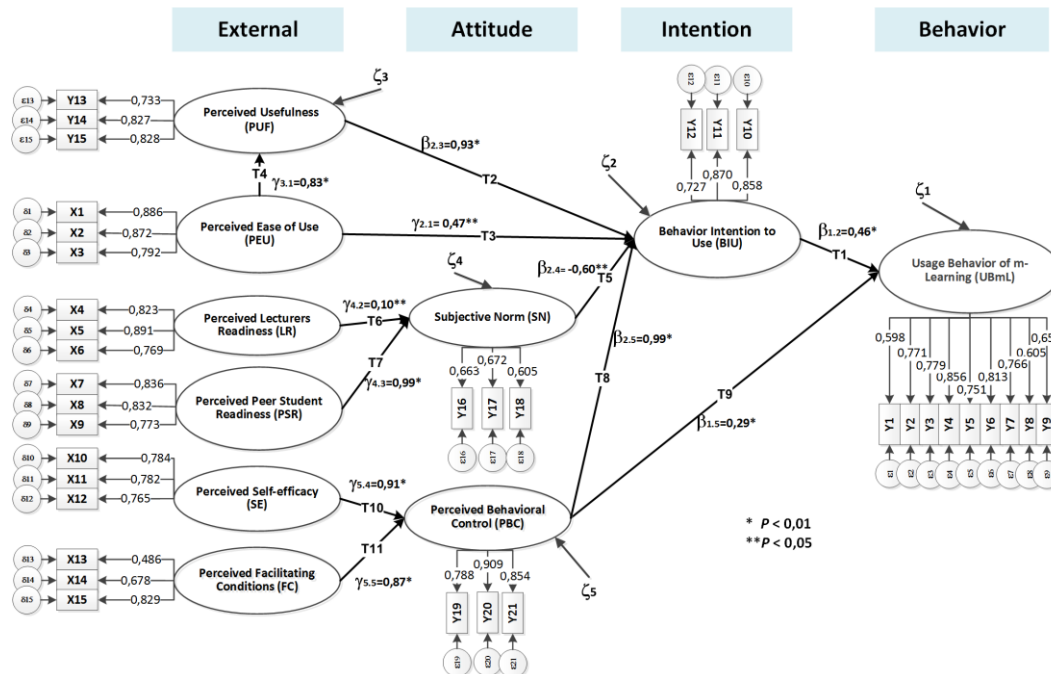 External
Attitude
Intention
Behavior
ζ3
ε13 Y13 0,733
ε14 Y14 0,827
ε15 Y15 0,828
Perceived Usefulness
(PUF)
β2.3=0,93*
T2
T4
γ3.1=0,83*
δ1 X1 0,886
δ2 X2 0,872
δ3 X3 0,792
Perceived Ease of Use
(PEU)
γ2.1= 0,47**
T3
ε12 ε11 ε10
Y12 Y11 Y10
0,727 0,870 0,858
ζ2
Behavior Intention to
Use (BIU)
β1.2=0,46*
T1
ζ1
Usage Behavior of m-
Learning (UBmL)
ζ4
β2.4= -0,60**
T5
δ4 X4 0,823
δ5 X5 0,891
δ6 X6 0,769
Perceived Lecturers
Readiness (LR)
γ4.2=0,10**
T6
Subjective Norm (SN)
T7
γ4.3=0,99*
δ7 X7 0,836
δ8 X8 0,832
δ9 X9 0,773
Perceived Peer Student
Readiness (PSR)
0,663 0,672 0,605
Y16 Y17 Y18
ε16 ε17 ε18
β2.5=0,99*
T8
T9
β1.5=0,29*
0,598 0,771 0,779 0,856 0,751 0,813 0,766 0,605
Y1 Y2 Y3 Y4 Y5 Y6 Y7 Y8 Y9
ε1 ε2 ε3 ε4 ε5 ε6 ε7 ε8 ε9
δ10 X10 0,784
δ11 X11 0,782
δ12 X12 0,765
Perceived Self-efficacy
(SE)
γ5.4=0,91*
T10
Perceived Behavioral
Control (PBC)
T11
γ5.5=0,87*
δ13 X13 0,486
δ14 X14 0,678
δ15 X15 0,829
Perceived Facilitating
Conditions (FC)
0,788 0,909 0,854
Y19 Y20 Y21
ε19 ε20 ε21
ζ5
* P < 0,01
**P < 0,05